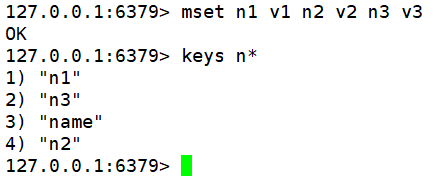 127.0.0.1:6379> mset n1 v1 n2 v2 n3 v3
OK
127.0.0.1:6379> keys n*
1) "n1"
2) "n3"
3) "name"
4) "n2"
127.0.0.1:6379>